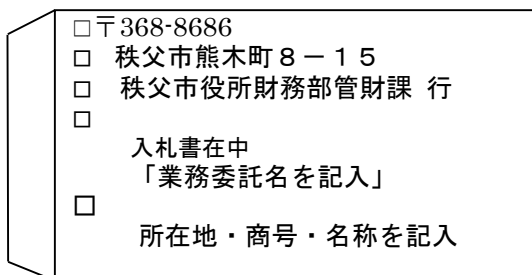 □〒368-8686
□ 秩父市熊木町８－１５
□ 秩父市役所財務部管財課 行
□
入札書在中
「業務委託名を記入」
□
所在地・商号・名称を記入